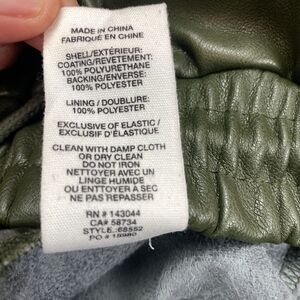 MADE IN CHINA
FABRIQUÉ EN CHINE
SHELL/EXTÉRIEUR:
COATING/REVETEMENT:
100% POLYURETHANE
BACKING/ENVERSE:
100% POLYESTER
LINING / DOUBLURE:
100% POLYESTER
EXCLUSIVE OF ELASTIC /
EXCLUSIF D'ÉLASTIQUE
CLEAN WITH DAMP CLOTH
OR DRY CLEAN
DO NOT IRON
NETTOYER AVEC UN
LINGE HUMIDE
OU ENTTOYER A SEC
NE PAS REPASSER
RN # 143044
CA# 58734
STYLE.:68552
PO # 18980